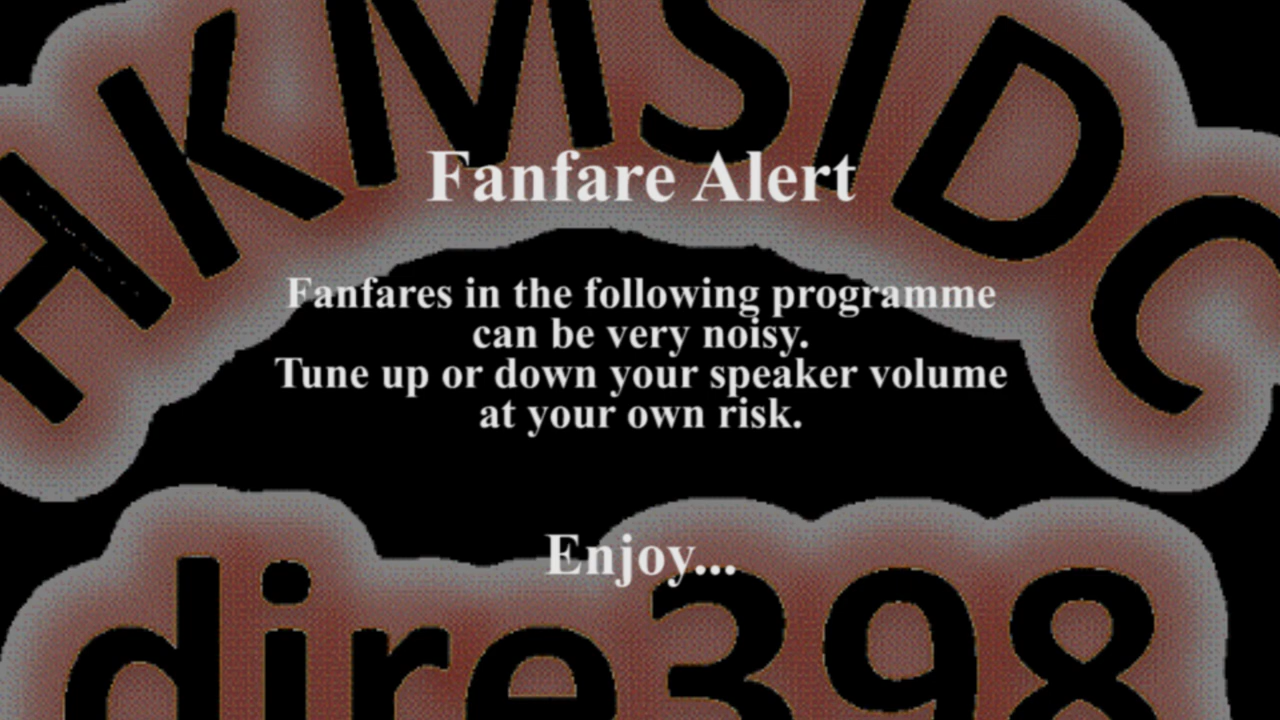 HKMSIDC
Fanfare Alert
Fanfares in the following programme
can be very noisy.
Tune up or down your speaker volume
at your own risk.
Enjoy...
dire398